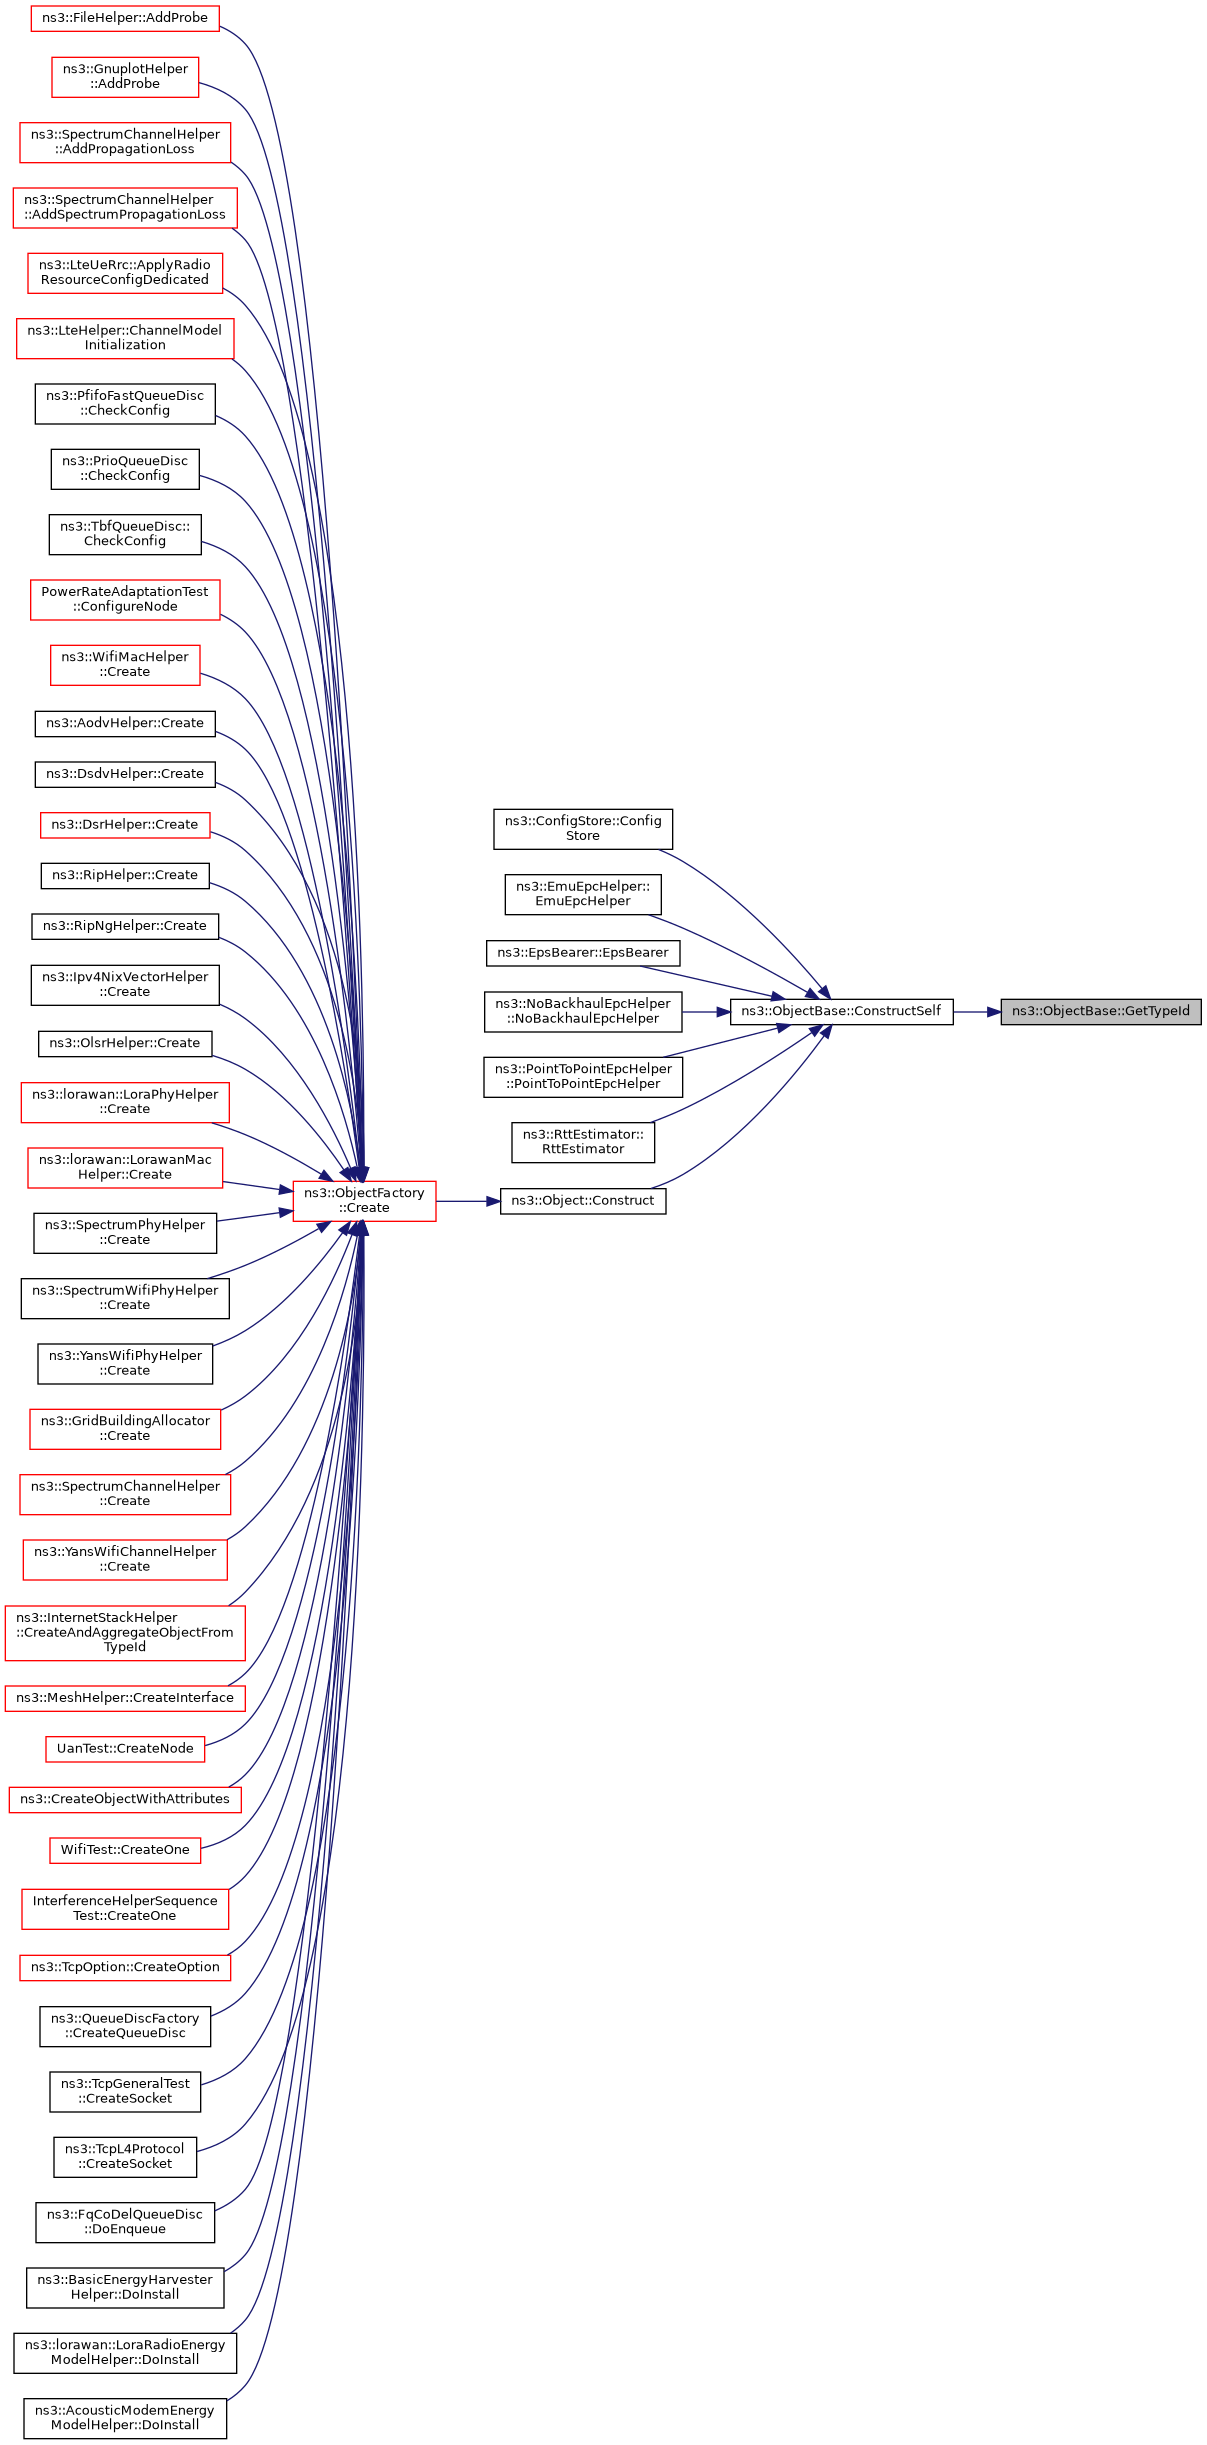 ns3::FileHelper::AddProbe
ns3::GnuplotHelper
::AddProbe
ns3::SpectrumChannelHelper
::AddPropagationLoss
ns3::SpectrumChannelHelper
::AddSpectrumPropagationLoss
ns3::LteUeRrc::ApplyRadio
ResourceConfigDedicated
ns3::LteHelper::ChannelModel
Initialization
ns3::PfifoFastQueueDisc
::CheckConfig
ns3::PrioQueueDisc
::CheckConfig
ns3::TbfQueueDisc::
CheckConfig
PowerRateAdaptationTest
::ConfigureNode
ns3::WifiMacHelper
::Create
ns3::AodvHelper::Create
ns3::DsdvHelper::Create
ns3::DsrHelper::Create
ns3::RipHelper::Create
ns3::RipNgHelper::Create
ns3::Ipv4NixVectorHelper
::Create
ns3::OlsrHelper::Create
ns3::lorawan::LoraPhyHelper
::Create
ns3::lorawan::LorawanMac
Helper::Create
ns3::SpectrumPhyHelper
::Create
ns3::SpectrumWifiPhyHelper
::Create
ns3::YansWifiPhyHelper
::Create
ns3::GridBuildingAllocator
::Create
ns3::SpectrumChannelHelper
::Create
ns3::YansWifiChannelHelper
::Create
ns3::InternetStackHelper
::CreateAndAggregateObjectFrom
TypeId
ns3::MeshHelper::CreateInterface
UanTest::CreateNode
ns3::CreateObjectWithAttributes
WifiTest::CreateOne
InterferenceHelperSequence
Test::CreateOne
ns3::TcpOption::CreateOption
ns3::QueueDiscFactory
::CreateQueueDisc
ns3::TcpGeneralTest
::CreateSocket
ns3::TcpL4Protocol
::CreateSocket
ns3::FqCoDelQueueDisc
::DoEnqueue
ns3::BasicEnergyHarvester
Helper::DoInstall
ns3::lorawan::LoraRadioEnergy
ModelHelper::DoInstall
ns3::AcousticModemEnergy
ModelHelper::DoInstall
ns3::ObjectFactory
::Create
ns3::ConfigStore::Config
Store
ns3::EmuEpcHelper::
EmuEpcHelper
ns3::EpsBearer::EpsBearer
ns3::NoBackhaulEpcHelper
::NoBackhaulEpcHelper
ns3::PointToPointEpcHelper
::PointToPointEpcHelper
ns3::RttEstimator::
RttEstimator
ns3::Object::Construct
ns3::ObjectBase::ConstructSelf
ns3::ObjectBase::GetTypeId